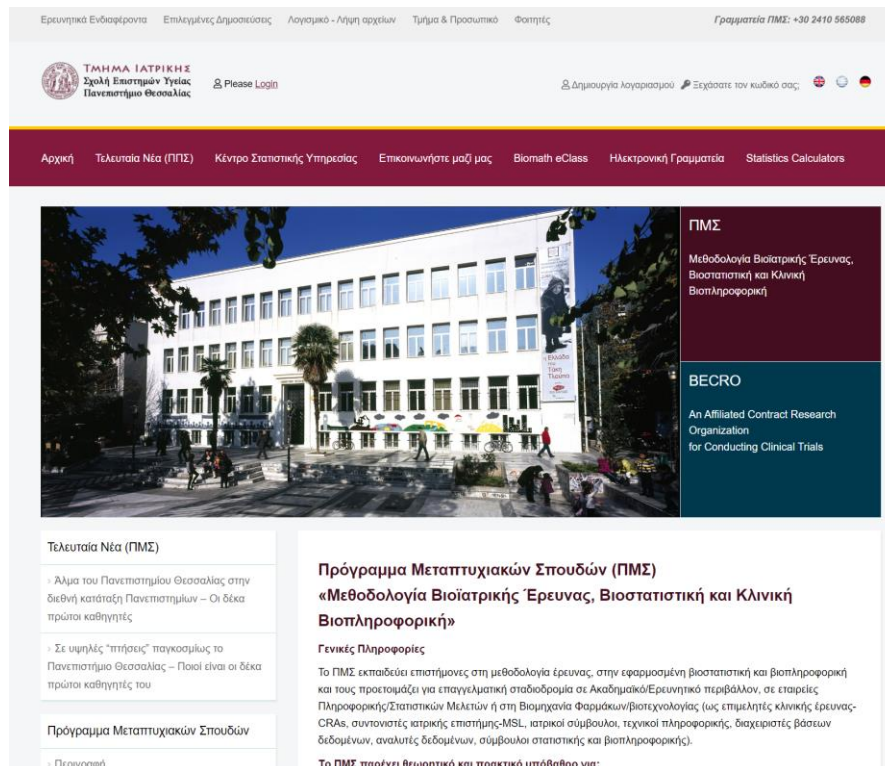 Ερευνητικά Ενδιαφέροντα Επιλεγμένες Δημοσιεύσεις Λογισμικό - Λήψη αρχείων Τμήμα & Προσωπικό Φοιτητές Γραμματεία ΠΜΣ: +30 2410 565088
ΤΜΗΜΑ ΙΑΤΡΙΚΗΣ
Σχολή Επιστημών Υγείας
Πανεπιστήμιο Θεσσαλίας
Please Login
Δημιουργία λογαριασμού Ξεχάσατε τον κωδικό σας;
Αρχική Τελευταία Νέα (ΠΠΣ) Κέντρο Στατιστικής Υπηρεσίας Επικοινωνήστε μαζί μας Biomath eClass Ηλεκτρονική Γραμματεία Statistics Calculators
ΠΜΣ
Μεθοδολογία Βιοϊατρικής Έρευνας,
Βιοστατιστική και Κλινική
Βιοπληροφορική
Ελλάδα
του
Τάκη
Τλούπα
BECRO
An Affiliated Contract Research
Organization
for Conducting Clinical Trials
Τελευταία Νέα (ΠΜΣ)
› Άλμα του Πανεπιστημίου Θεσσαλίας στην
διεθνή κατάταξη Πανεπιστημίων – Οι δέκα
πρώτοι καθηγητές
› Σε υψηλές “πτήσεις” παγκοσμίως το
Πανεπιστήμιο Θεσσαλίας – Ποιοί είναι οι δέκα
πρώτοι καθηγητές του
Πρόγραμμα Μεταπτυχιακών Σπουδών
› Περιγραφή
Πρόγραμμα Μεταπτυχιακών Σπουδών (ΠΜΣ)
«Μεθοδολογία Βιοϊατρικής Έρευνας, Βιοστατιστική και Κλινική
Βιοπληροφορική»
Γενικές Πληροφορίες
Το ΠΜΣ εκπαιδεύει επιστήμονες στη μεθοδολογία έρευνας, στην εφαρμοσμένη βιοστατιστική και βιοπληροφορική
και τους προετοιμάζει για επαγγελματική σταδιοδρομία σε Ακαδημαϊκό/Ερευνητικό περιβάλλον, σε εταιρείες
Πληροφορικής/Στατιστικών Μελετών ή στη Βιομηχανία Φαρμάκων/βιοτεχνολογίας (ως επιμελητές κλινικής έρευνας-
CRAs, συντονιστές ιατρικής επιστήμης-MSL, ιατρικοί σύμβουλοι, τεχνικοί πληροφορικής, διαχειριστές βάσεων
δεδομένων, αναλυτές δεδομένων, σύμβουλοι στατιστικής και βιοπληροφορικής).
Το ΠΜΣ παρέχει θεωρητικό και πρακτικό υπόβαθρο για: